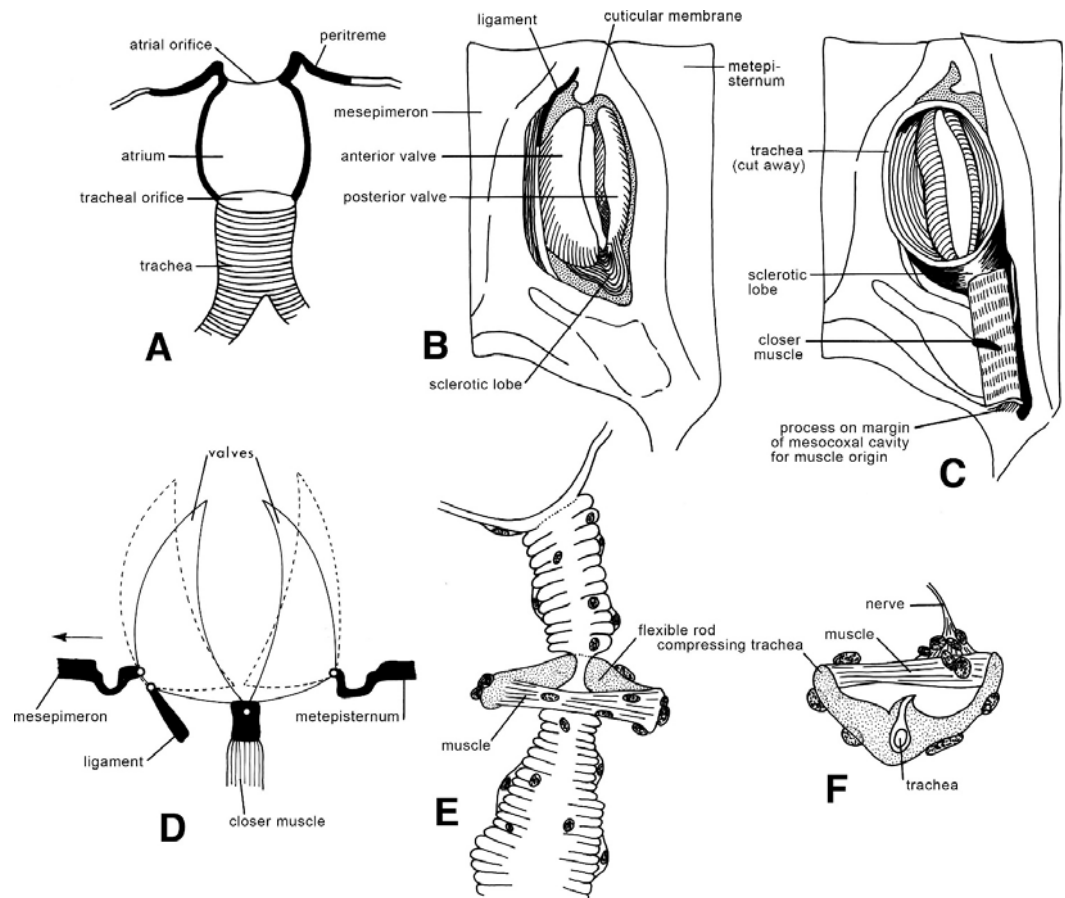 atrial orifice
peritreme
atrium
tracheal orifice
trachea
A
ligament
cuticular membrane
mesepimeron
metepi-
sternum
anterior valve
posterior valve
B
sclerotic lobe
trachea
(cut away)
sclerotic
lobe
closer
muscle
process on margin
of mesocoxal cavity
for muscle origin
C
valves
mesepimeron
metepisternum
ligament
closer muscle
D
flexible rod
compressing trachea
muscle
E
nerve
muscle
trachea
F